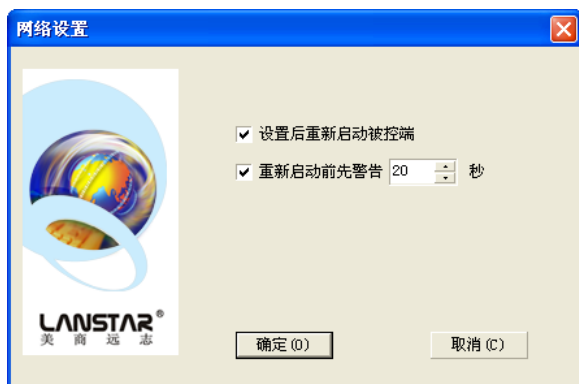 网络设置
设置后重新启动被控端
重新启动前先警告 20 秒
LANSTAR®
美商远志
确定(O) 取消(C)